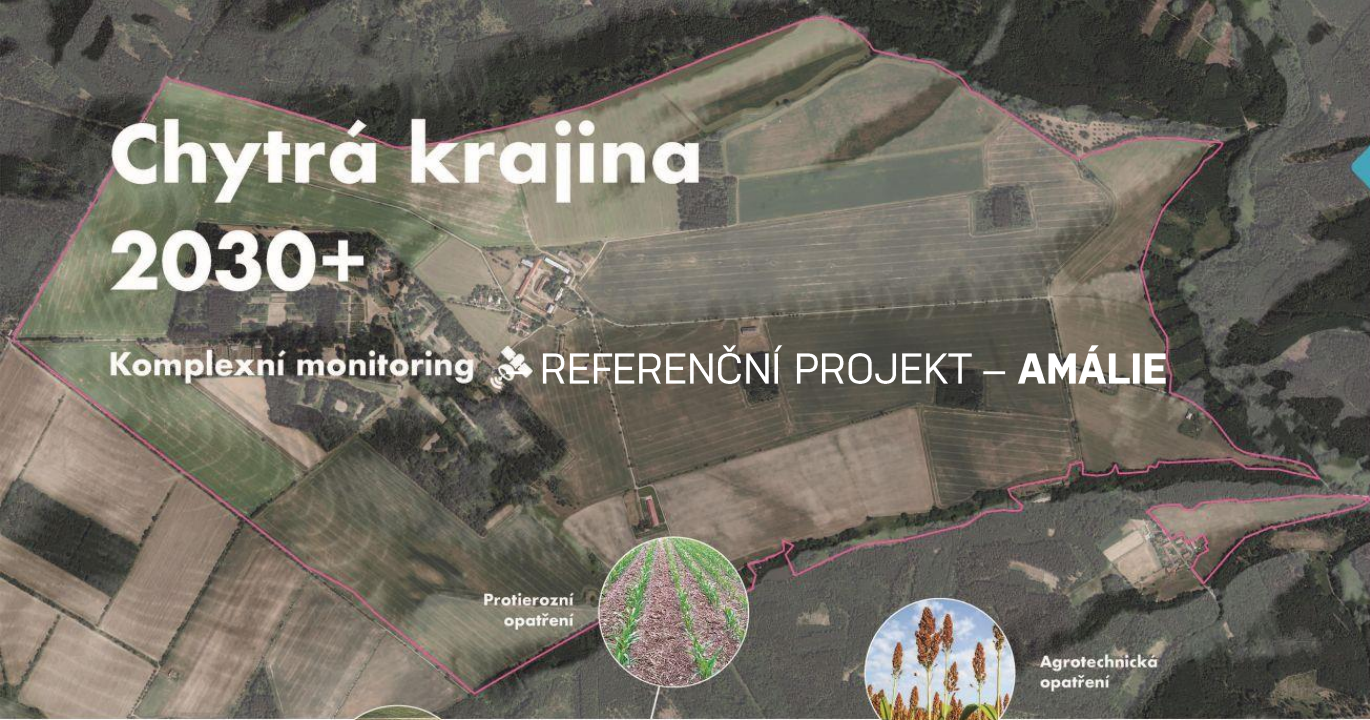 Chytrá krajina
2030+
Komplexní monitoring REFERENČNÍ PROJEKT – AMÁLIE
Protierozní
opatření
Agrotechnická
opatření